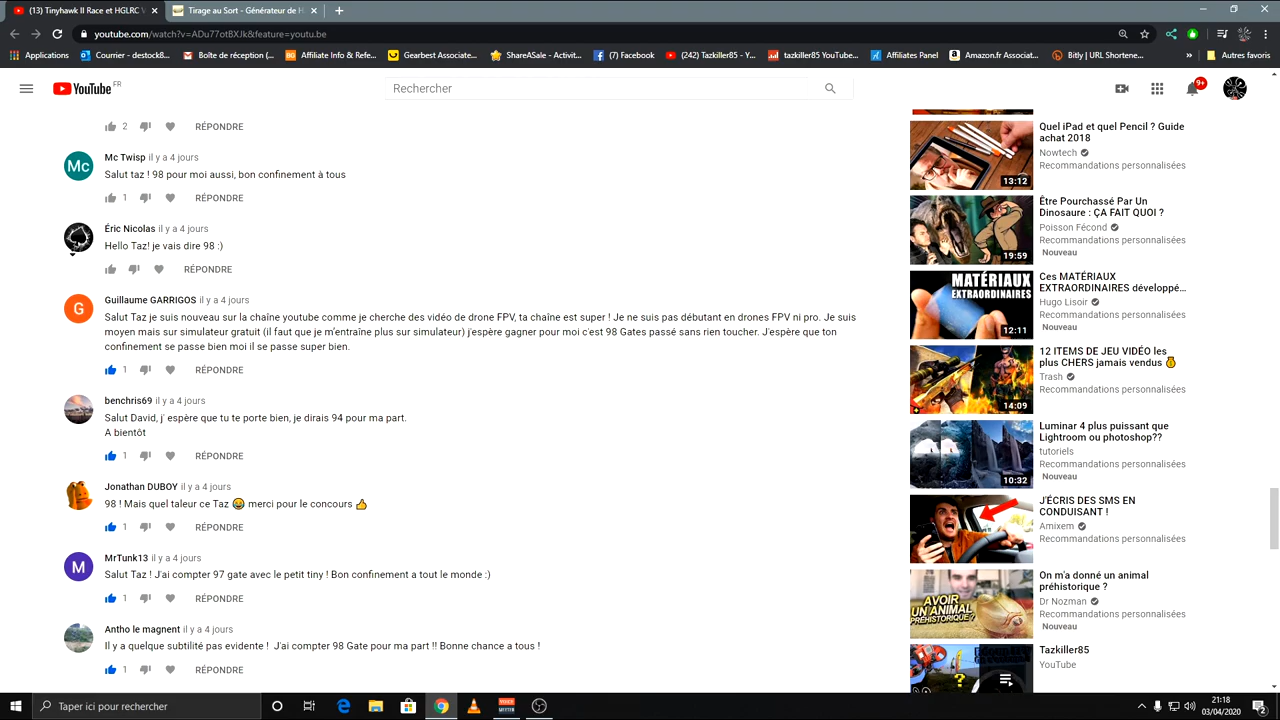 (13) Tinyhawk II Race et HGLRC V
Tirage au Sort - Générateur de H
youtube.com/watch?v=ADu77otBXJk&feature=youtu.be
Applications
Courrier - destock8...
Boîte de réception (...
Affiliate Info & Refe...
Gearbest Associate...
ShareASale - Activit...
(7) Facebook
(242) Tazkiller85 - Y...
tazkiller85 YouTube...
Affiliates Panel
Amazon.fr Associat...
Bitly | URL Shortene...
»
Autres favoris
YouTube FR
Rechercher
9+
2
RÉPONDRE
Mc
Mc Twisp il y a 4 jours
Salut taz ! 98 pour moi aussi, bon confinement à tous
1
RÉPONDRE
Éric Nicolas il y a 4 jours
Hello Taz! je vais dire 98 :)
RÉPONDRE
G
Guillaume GARRIGOS il y a 4 jours
Salut Taz je suis nouveau sur la chaîne youtube comme je cherche des vidéo de drone FPV, ta chaîne est super ! Je ne suis pas débutant en drones FPV ni pro. Je suis
moyen mais sur simulateur gratuit (il faut que je m'entraîne plus sur simulateur) j'espère gagner pour moi c'est 98 Gates passé sans rien toucher. J'espère que ton
confinement se passe bien moi il se passe super bien.
1
RÉPONDRE
benchris69 il y a 4 jours
Salut David, j' espère que tu te porte bien, je dirais 94 pour ma part.
A bientôt
1
RÉPONDRE
Jonathan DUBOY il y a 4 jours
98 ! Mais quel taleur ce Taz 😅 merci pour le concours 👍
1
RÉPONDRE
M
MrTunk13 il y a 4 jours
Salut Taz ! J'ai compter 97 gate avec le petit tiny ! Bon confinement a tout le monde :)
1
RÉPONDRE
Antho le magnent il y a 4 jours
Il y a quelque subtilité pas evidente ! J'ai compter 98 Gate pour ma part !! Bonne chance a tous !
1
RÉPONDRE
13:12
Quel iPad et quel Pencil ? Guide
achat 2018
Nowtech
Recommandations personnalisées
19:59
Être Pourchassé Par Un
Dinosaure : ÇA FAIT QUOI ?
Poisson Fécond
Recommandations personnalisées
Nouveau
MATÉRIAUX
EXTRAORDINAIRES
12:11
Ces MATÉRIAUX
EXTRAORDINAIRES développé...
Hugo Lisoir
Recommandations personnalisées
Nouveau
14:09
12 ITEMS DE JEU VIDÉO les
plus CHERS jamais vendus 💰
Trash
Recommandations personnalisées
10:32
Luminar 4 plus puissant que
Lightroom ou photoshop??
tutoriels
Recommandations personnalisées
Nouveau
J'ÉCRIS DES SMS EN
CONDUISANT !
Amixem
Recommandations personnalisées
AVOIR
UN ANIMAL
PRÉHISTORIQUE ?
On m'a donné un animal
préhistorique ?
Dr Nozman
Recommandations personnalisées
Nouveau
?
Tazkiller85
YouTube
Taper ici pour rechercher
21:18
03/04/2020
2